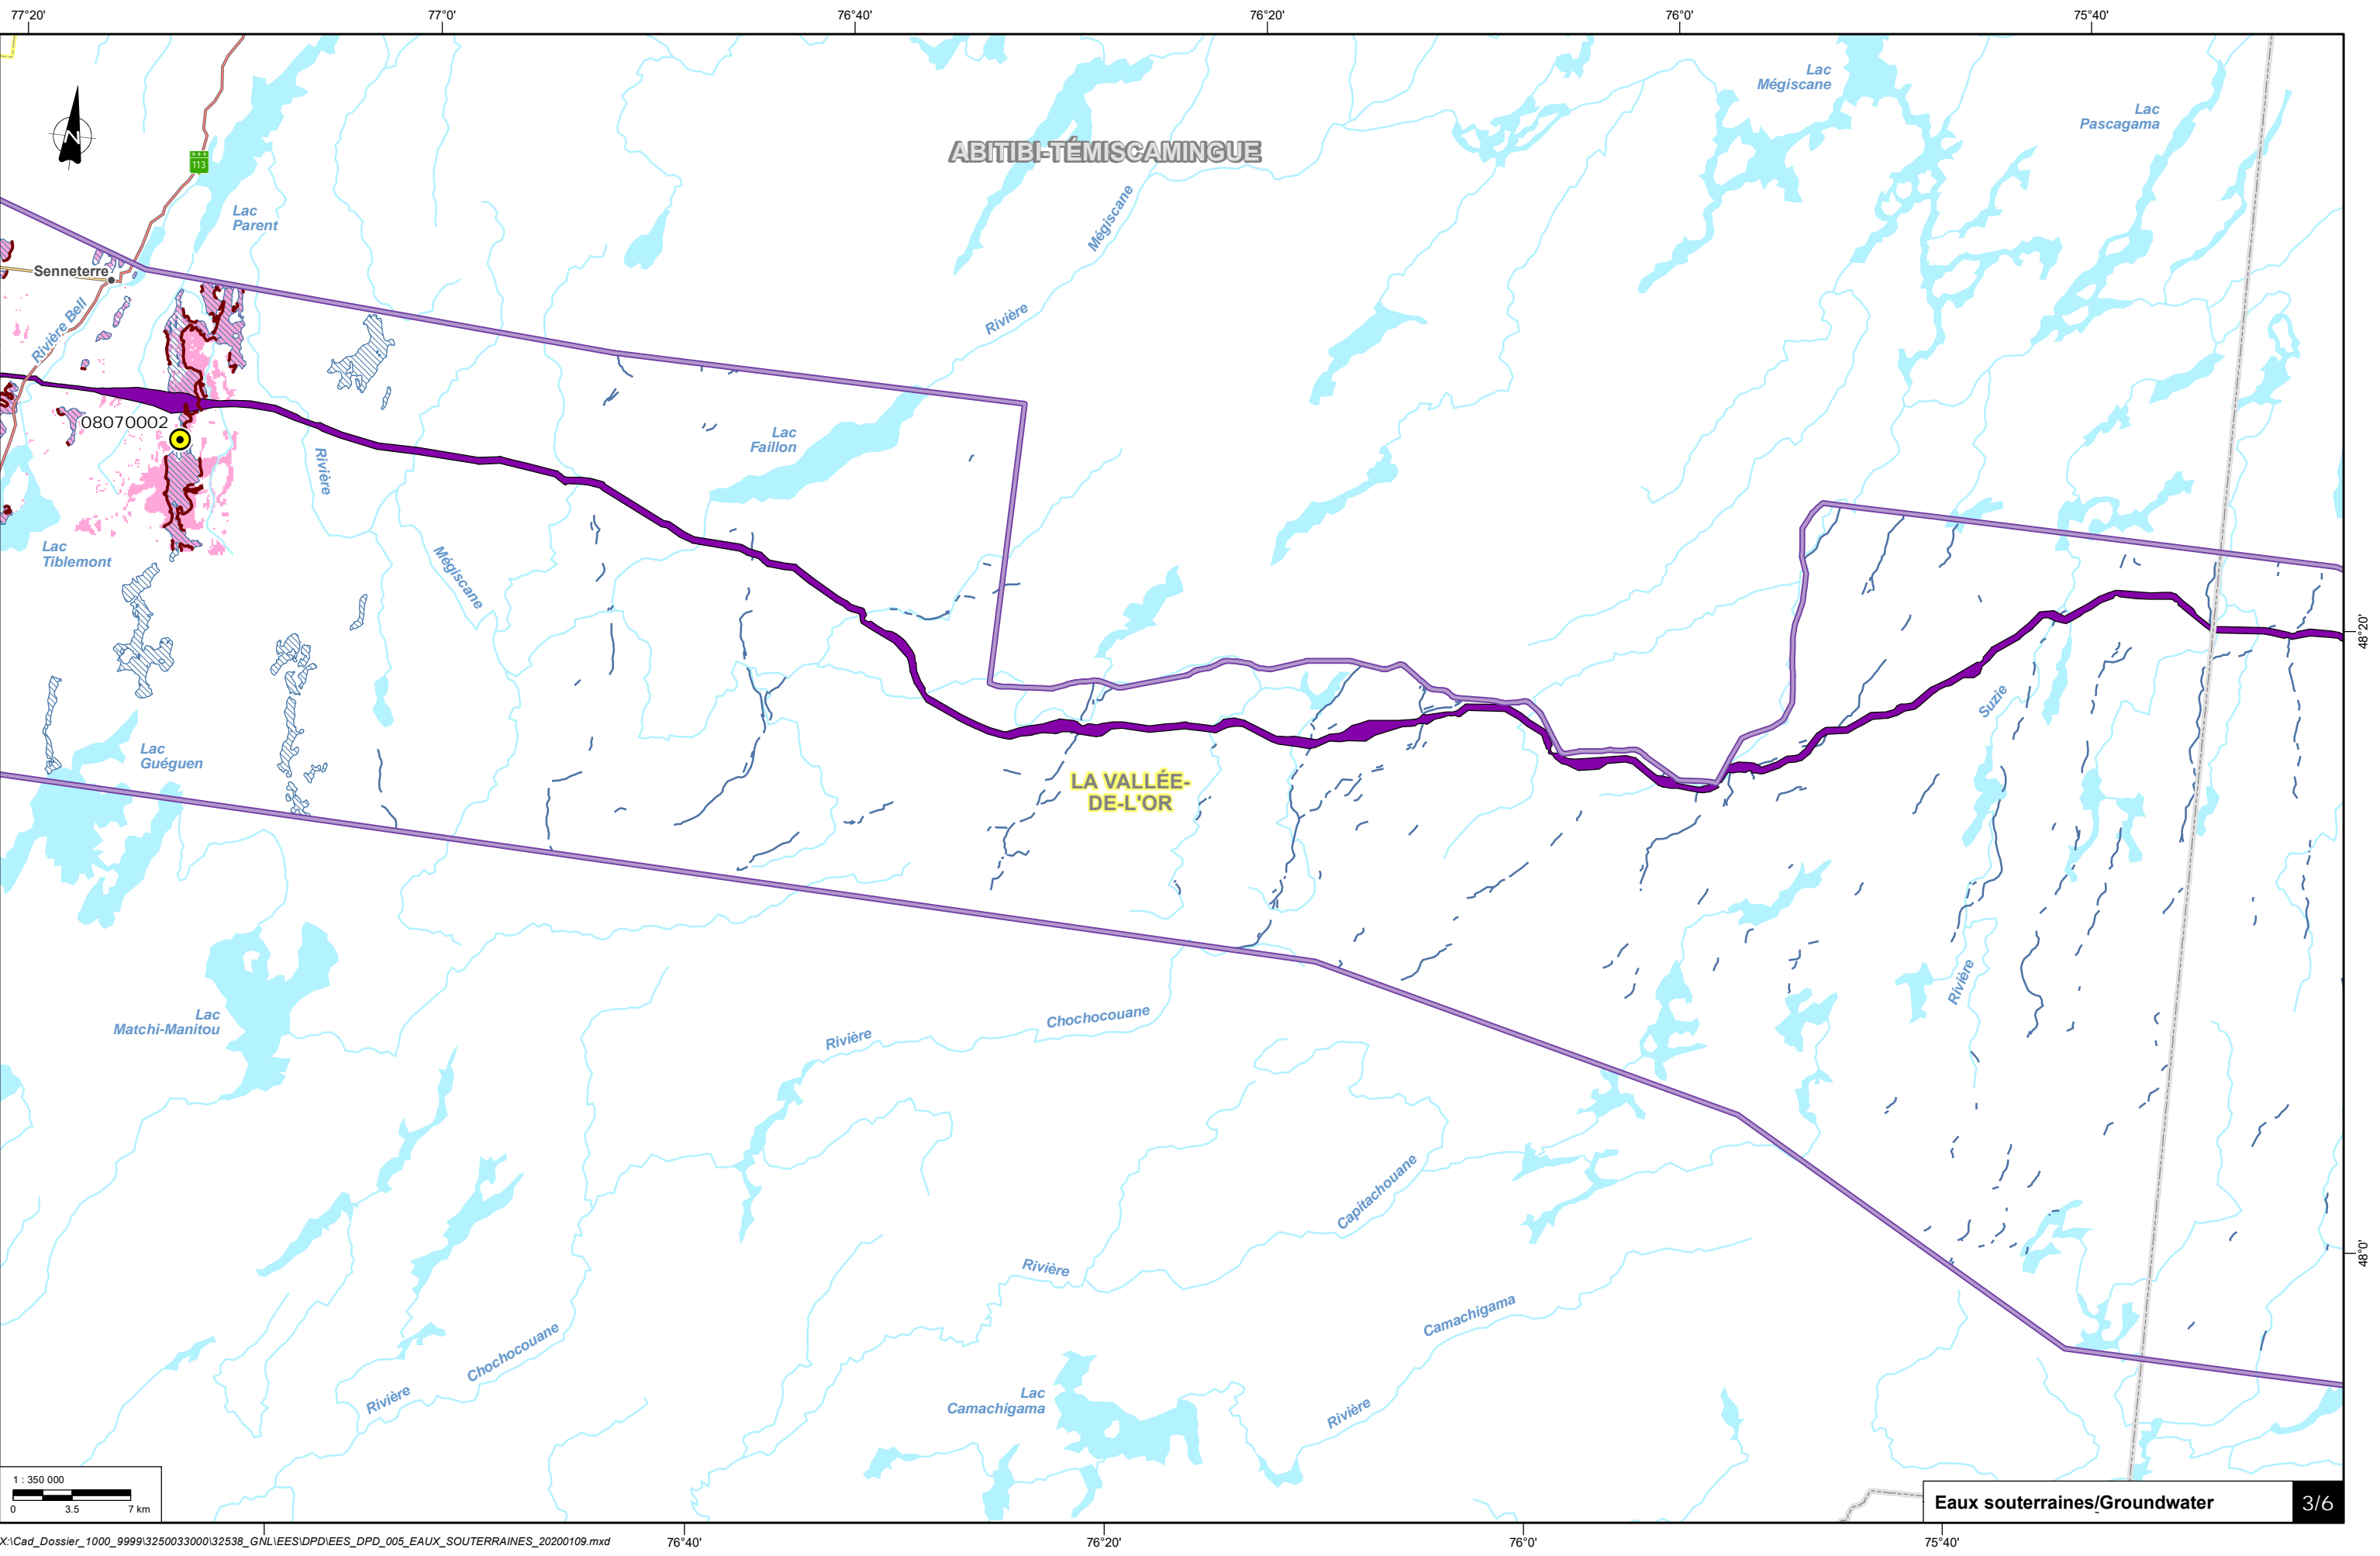 77°20'
77°0'
76°40'
76°20'
76°0'
75°40'
N
113
Lac
Mégiscane
Lac
Pascagama
ABITIBI-TÉMISCAMINGUE
Lac
Parent
Mégiscane
Senneterre
Rivière
Rivière Bell
08070002
Lac
Faillon
Rivière
Lac
Tiblemont
Mégiscane
48°20'
Suzie
Lac
Guéguen
LA VALLÉE-
DE-L'OR
Rivière
Lac
Matchi-Manitou
Rivière
Chochocouane
Capitachouane
Rivière
48°0'
Camachigama
Chochocouane
Rivière
Lac
Camachigama
Rivière
1 : 350 000
0 3.5 7 km
Eaux souterraines/Groundwater
3/6
X:\Cad_Dossier_1000_9999\3250033000\32538_GNL\EES\DPD\EES_DPD_005_EAUX_SOUTERRAINES_20200109.mxd
76°40'
76°20'
76°0'
75°40'